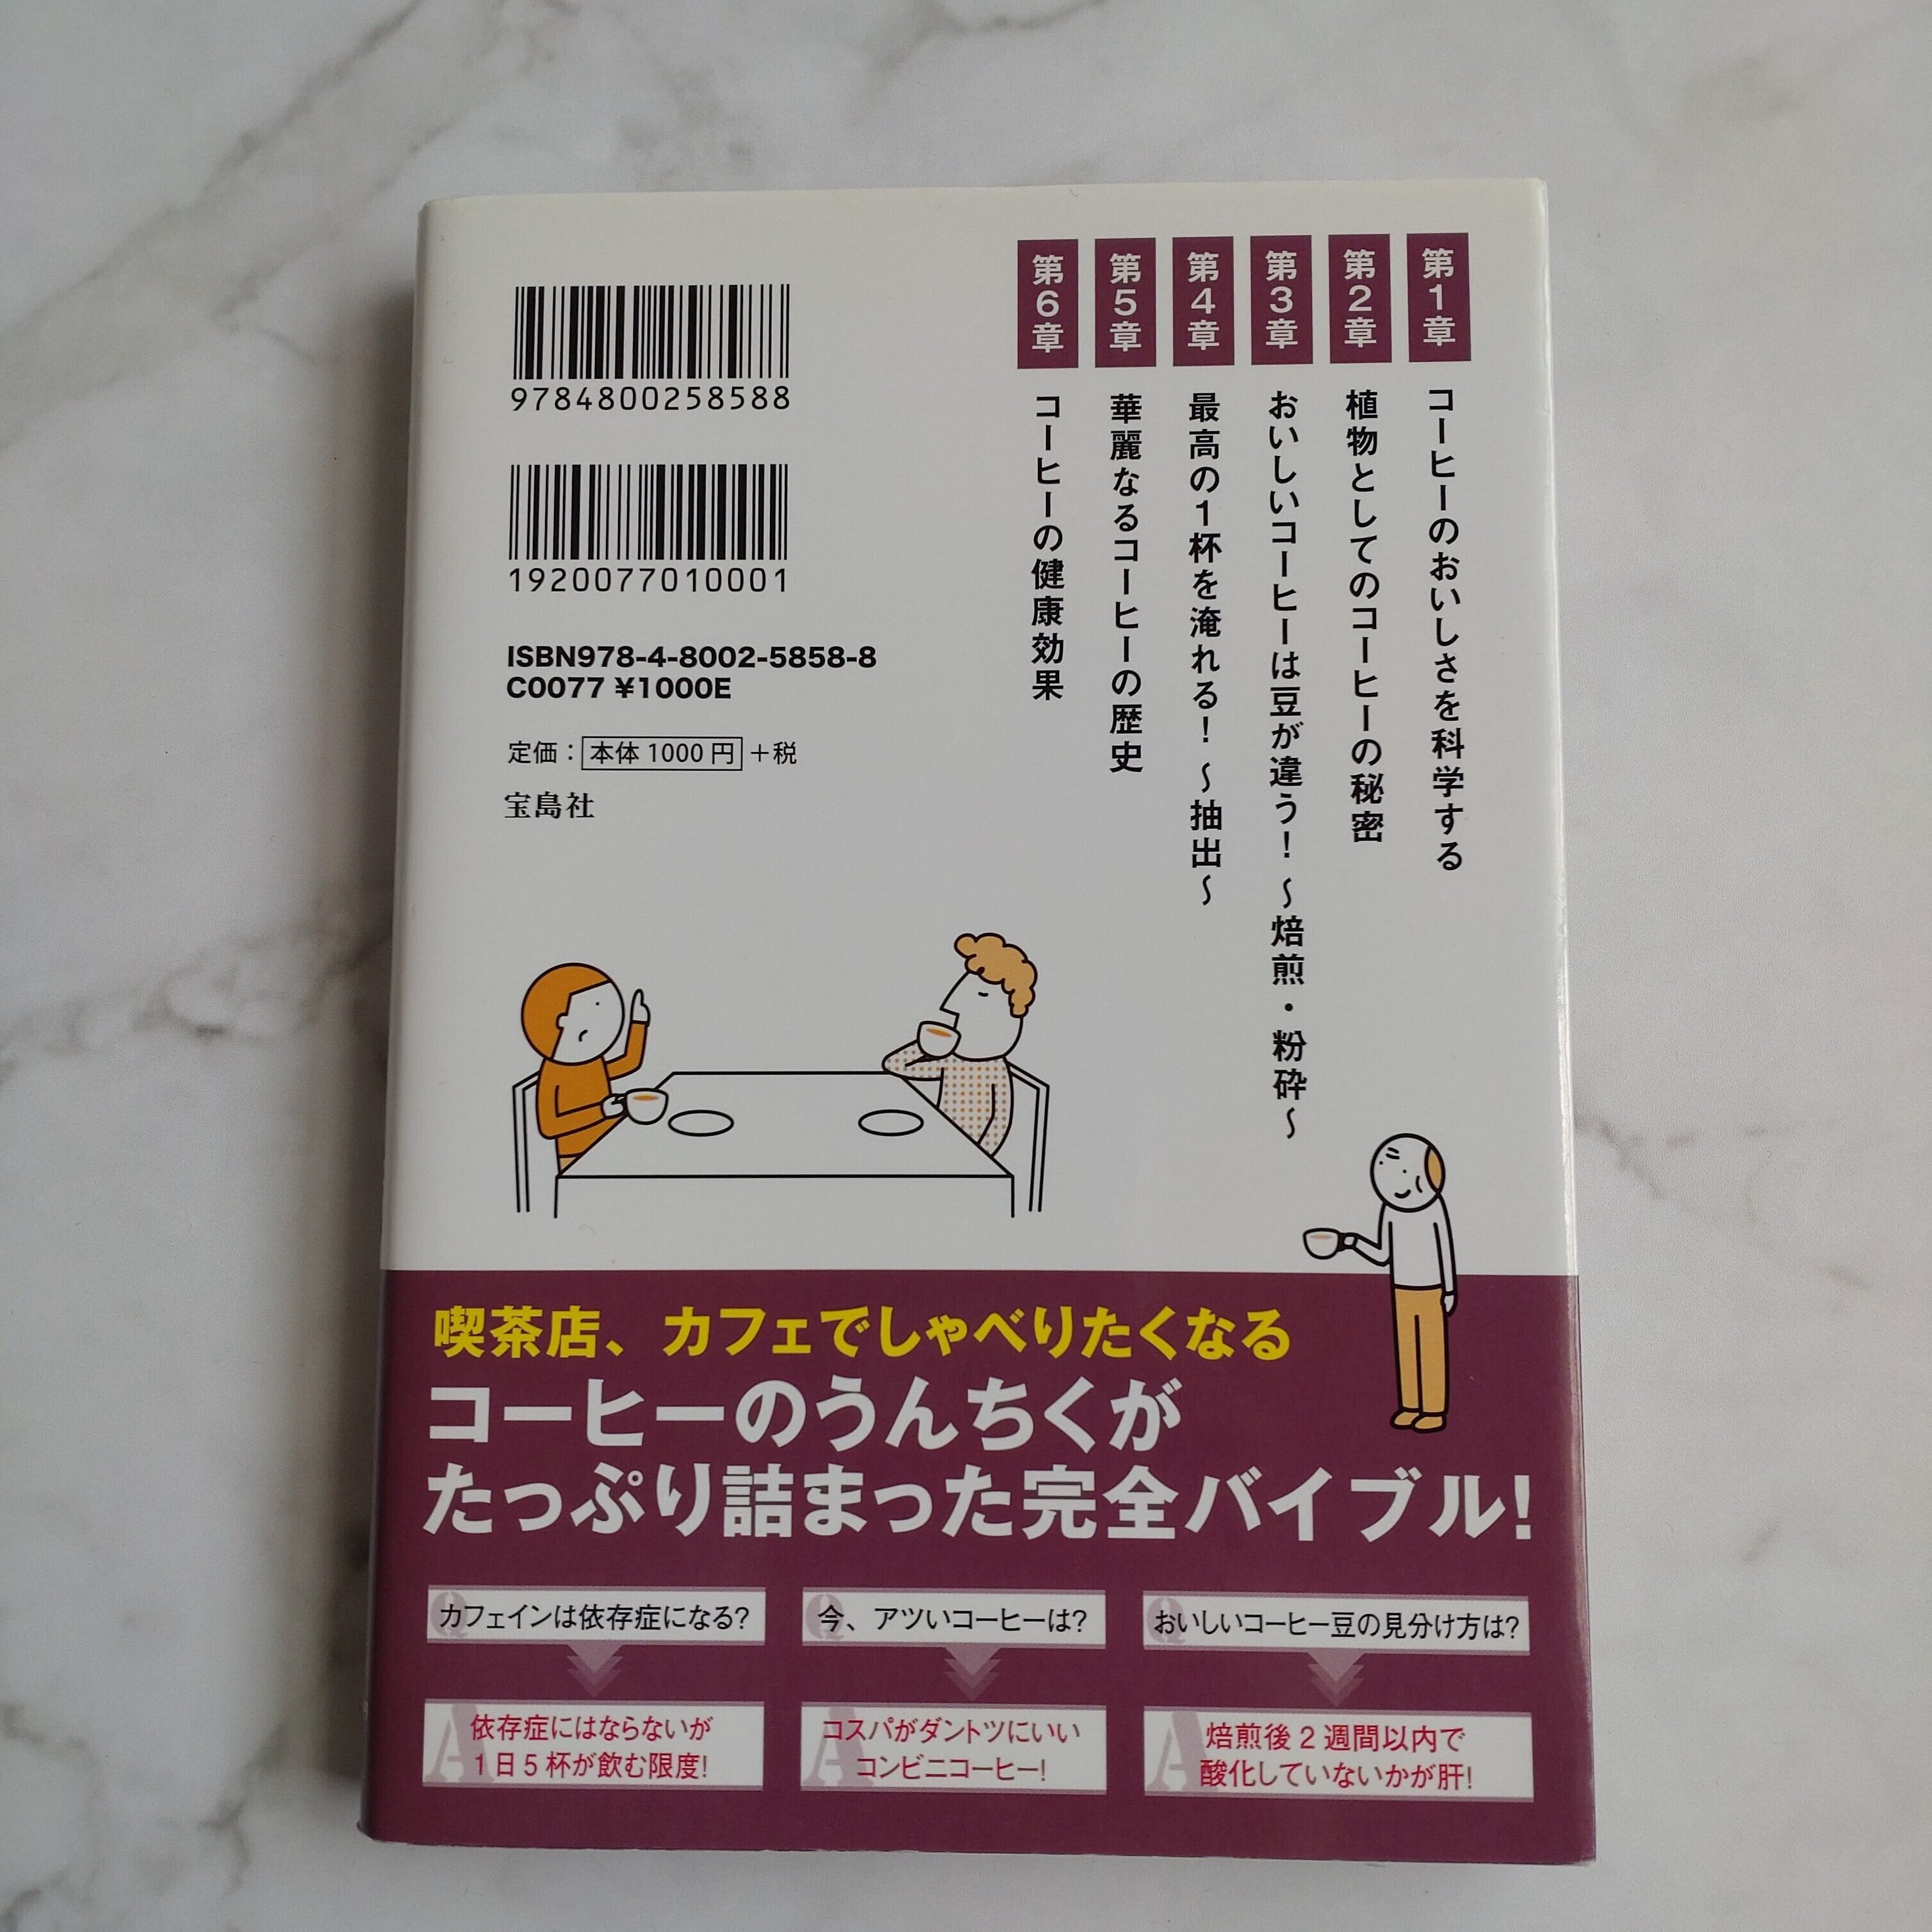 第1章 コーヒーのおいしさを科学する
第2章 植物としてのコーヒーの秘密
第3章 おいしいコーヒーは豆が違う！～焙煎・粉砕～
第4章 最高の1杯を淹れる！～抽出～
第5章 華麗なるコーヒーの歴史
第6章 コーヒーの健康効果
9784800258588
1920077010001
ISBN978-4-8002-5858-8
C0077 ¥1000E
定価：本体 1000 円＋税
宝島社
喫茶店、カフェでしゃべりたくなる
コーヒーのうんちくが
たっぷり詰まった完全バイブル！
Q カフェインは依存症になる？
A 依存症にはならないが
1日5杯が飲む限度！
Q 今、アツいコーヒーは？
A コスパがダントツにいい
コンビニコーヒー！
Q おいしいコーヒー豆の見分け方は？
A 焙煎後2週間以内で
酸化していないかが肝！